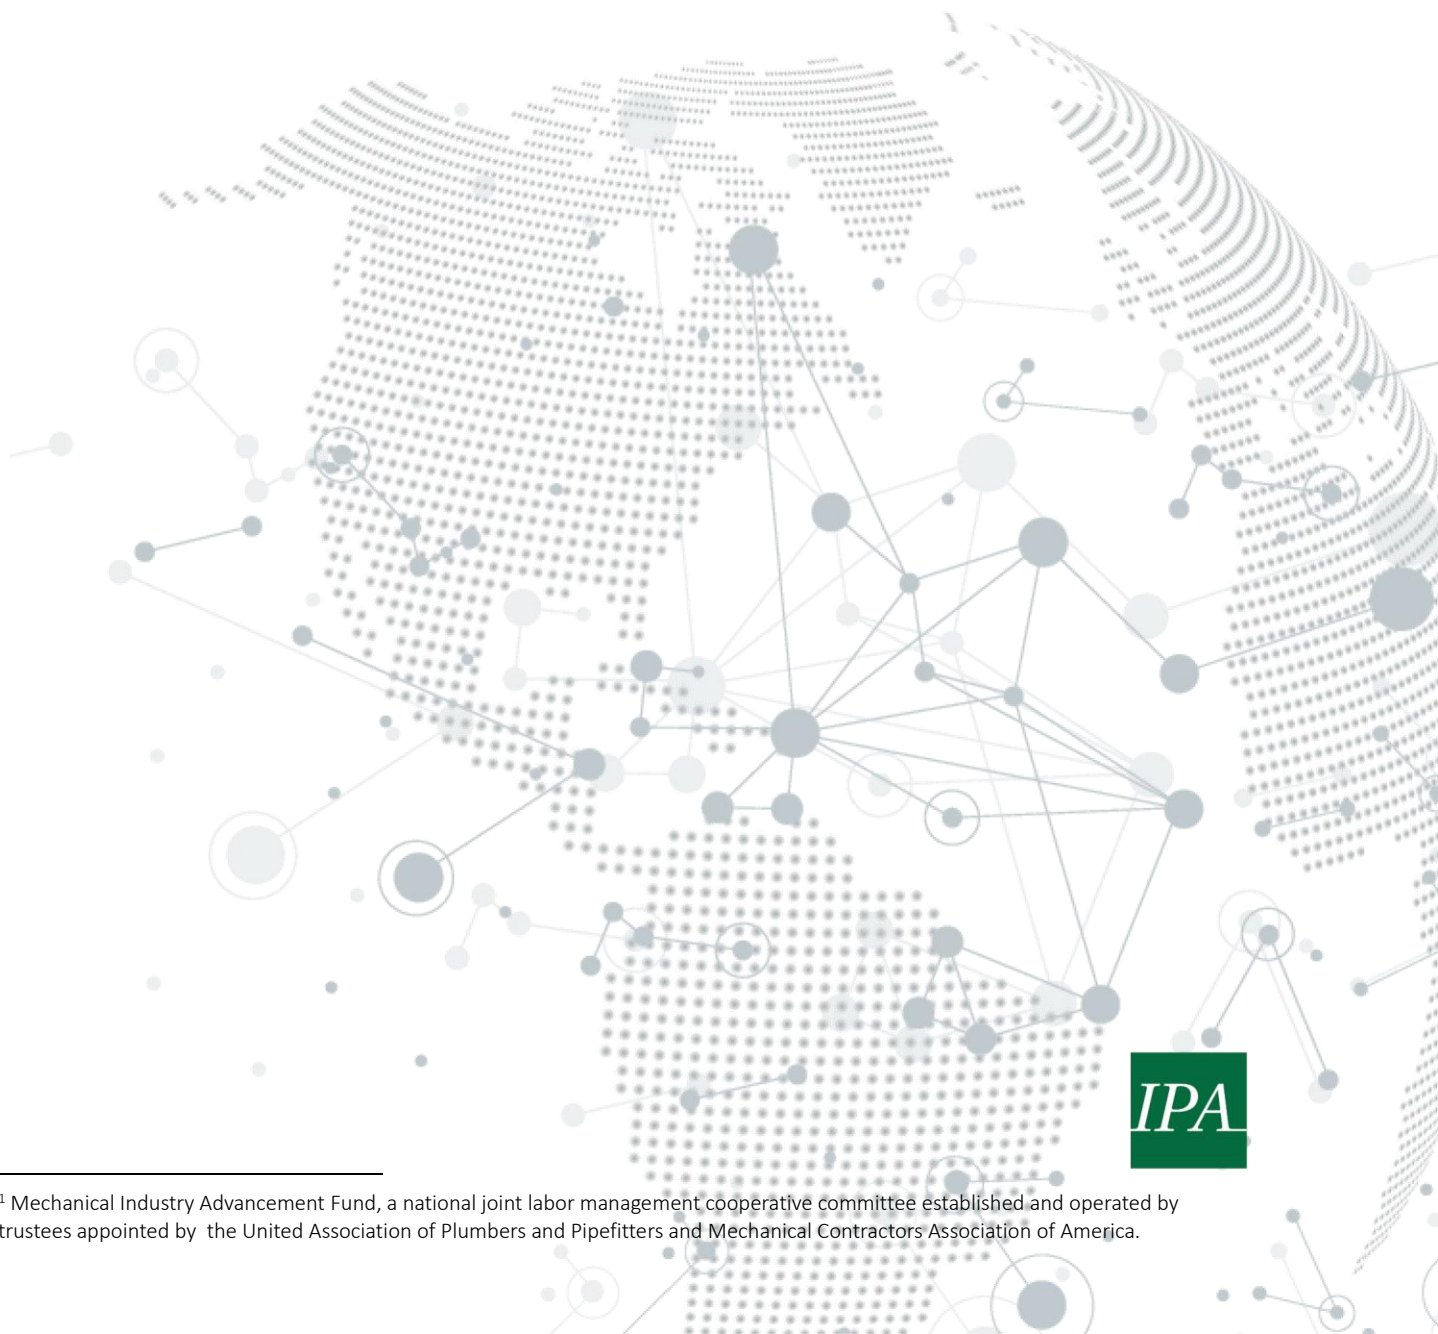 IPA
1 Mechanical Industry Advancement Fund, a national joint labor management cooperative committee established and operated by
trustees appointed by  the United Association of Plumbers and Pipefitters and Mechanical Contractors Association of America.